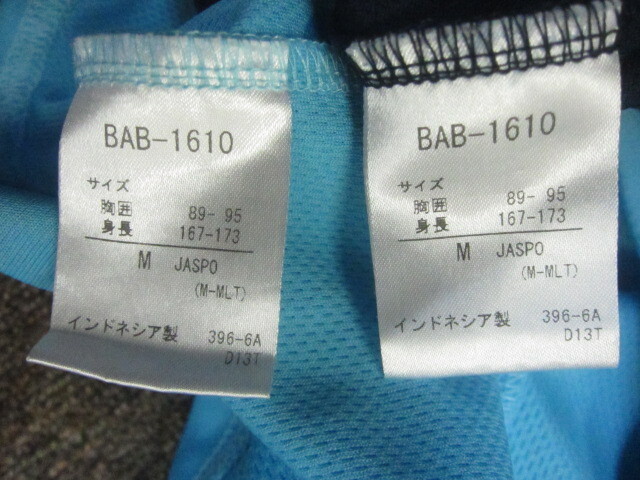 BAB-1610
サイズ
胸囲 89- 95
身長 167-173
M JASPO
(M-MLT)
インドネシア製 396-6A
D13T
BAB-1610
サイズ
胸囲 89- 95
身長 167-173
M JASPO
(M-MLT)
インドネシア製 396-6A
D13T